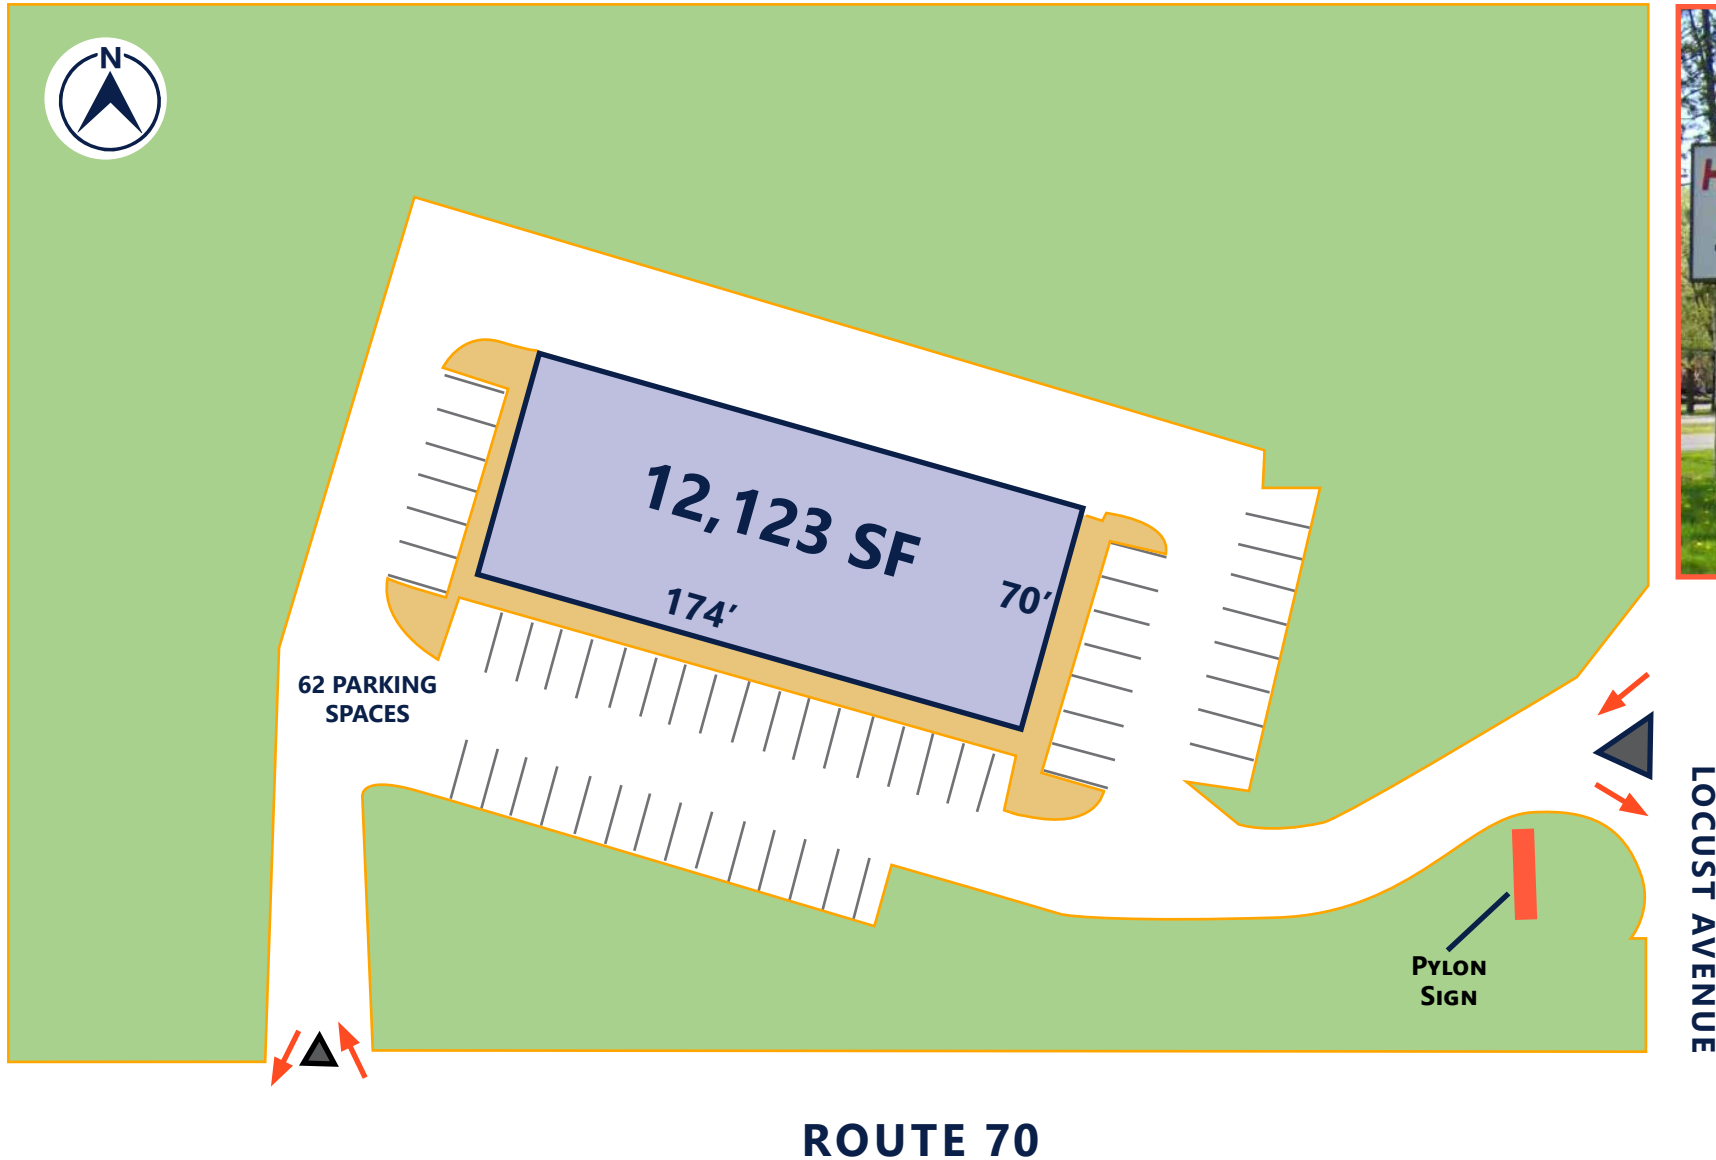 N
12,123 SF
174′
70′
62 PARKING
SPACES
PYLON
SIGN
LOCUST AVENUE
ROUTE 70